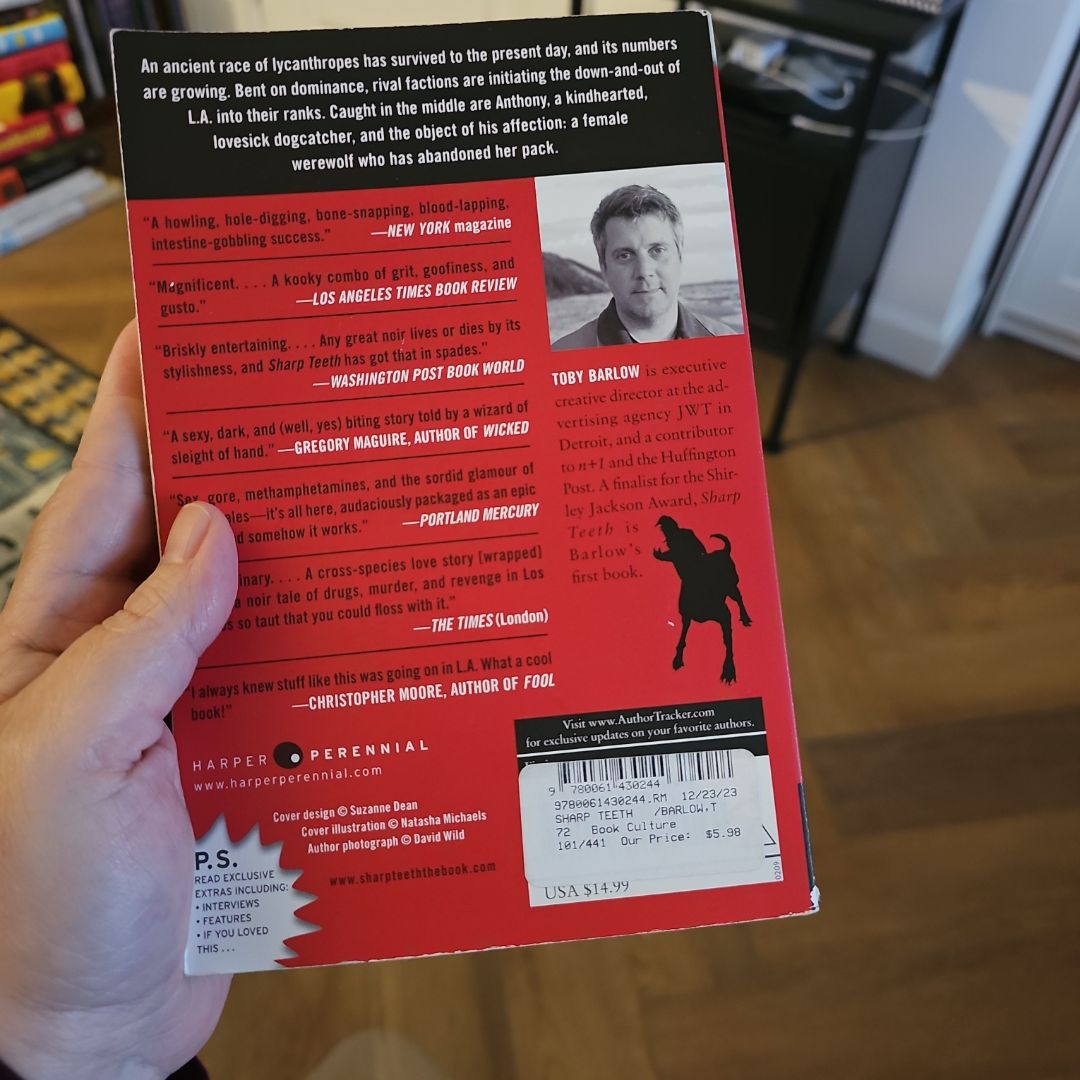 An ancient race of lycanthropes has survived to the present day, and its numbers
are growing. Bent on dominance, rival factions are initiating the down-and-out of
L.A. into their ranks. Caught in the middle are Anthony, a kindhearted,
lovesick dogcatcher, and the object of his affection: a female
werewolf who has abandoned her pack.
"A howling, hole-digging, bone-snapping, blood-lapping,
intestine-gobbling success." —NEW YORK magazine
"Magnificent. . . . A kooky combo of grit, goofiness, and
gusto." —LOS ANGELES TIMES BOOK REVIEW
"Briskly entertaining. . . . Any great noir lives or dies by its
stylishness, and Sharp Teeth has got that in spades."
—WASHINGTON POST BOOK WORLD
"A sexy, dark, and (well, yes) biting story told by a wizard of
sleight of hand." —GREGORY MAGUIRE, AUTHOR OF WICKED
"Sex, gore, methamphetamines, and the sordid glamour of
—it's all here, audaciously packaged as an epic
somehow it works." —PORTLAND MERCURY
A cross-species love story [wrapped]
noir tale of drugs, murder, and revenge in Los
so taut that you could floss with it."
—THE TIMES (London)
"I always knew stuff like this was going on in L.A. What a cool
book!" —CHRISTOPHER MOORE, AUTHOR OF FOOL
TOBY BARLOW is executive
creative director at the ad-
vertising agency JWT in
Detroit, and a contributor
to n+1 and the Huffington
Post. A finalist for the Shir-
ley Jackson Award, Sharp
Teeth is
Barlow's
first book.
HARPER PERENNIAL
www.harperperennial.com
Cover design © Suzanne Dean
Cover illustration © Natasha Michaels
Author photograph © David Wild
www.sharpteeththebook.com
P.S.
READ EXCLUSIVE
EXTRAS INCLUDING:
• INTERVIEWS
• FEATURES
• IF YOU LOVED
THIS . . .
Visit www.AuthorTracker.com
for exclusive updates on your favorite authors.
9 780061 430244
9780061430244.RM 12/23/23
SHARP TEETH /BARLOW,T
72 Book Culture
101/441 Our Price: $5.98
USA $14.99
0209